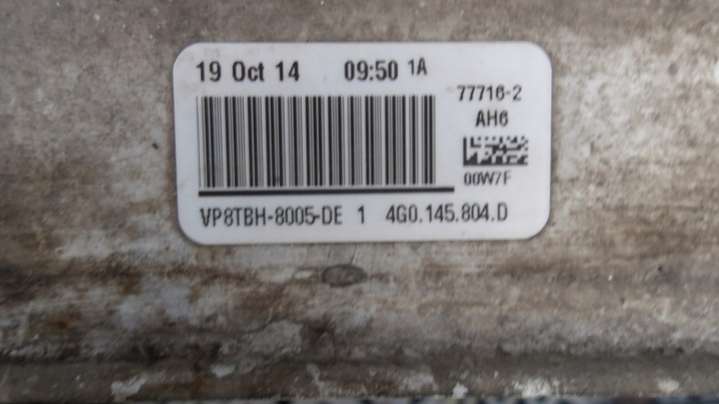 19 Oct 14 09:50 1A
77716-2
AH6
00W7F
VP8TBH-8005-DE 1 4G0.145.804.D